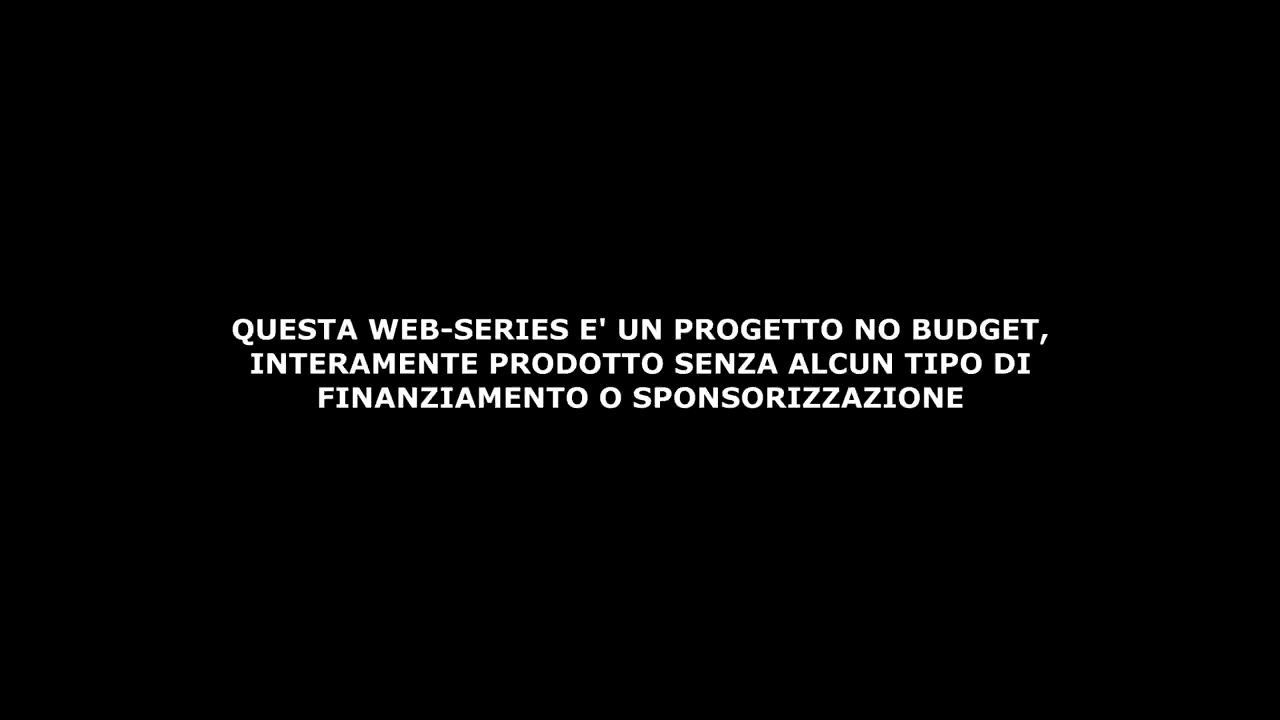 QUESTA WEB-SERIES E' UN PROGETTO NO BUDGET,
INTERAMENTE PRODOTTO SENZA ALCUN TIPO DI
FINANZIAMENTO O SPONSORIZZAZIONE